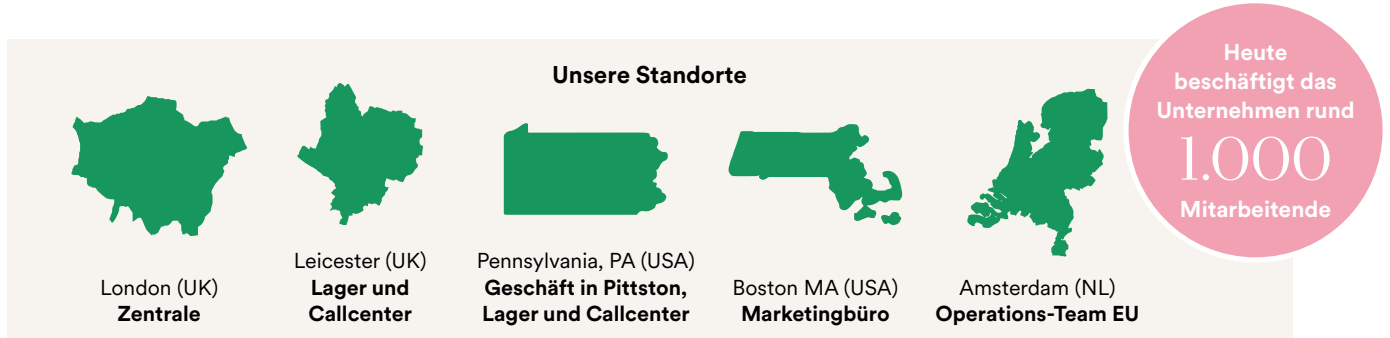 Unsere Standorte
London (UK)
Zentrale
Leicester (UK)
Lager und
Callcenter
Pennsylvania, PA (USA)
Geschäft in Pittston,
Lager und Callcenter
Boston MA (USA)
Marketingbüro
Amsterdam (NL)
Operations-Team EU
Heute
beschäftigt das
Unternehmen rund
1.000
Mitarbeitende